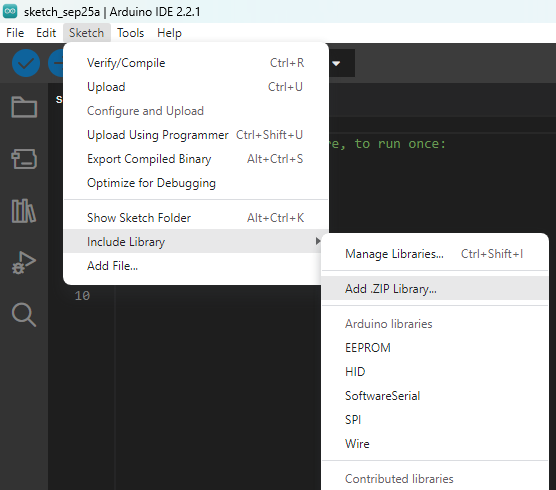 sketch_sep25a | Arduino IDE 2.2.1
File Edit Sketch Tools Help
Verify/Compile Ctrl+R
Upload Ctrl+U
Configure and Upload
Upload Using Programmer Ctrl+Shift+U
re, to run once:
Export Compiled Binary Alt+Ctrl+S
Optimize for Debugging
Show Sketch Folder Alt+Ctrl+K
Include Library
Add File...
10
Manage Libraries... Ctrl+Shift+I
Add .ZIP Library...
Arduino libraries
EEPROM
HID
SoftwareSerial
SPI
Wire
Contributed libraries